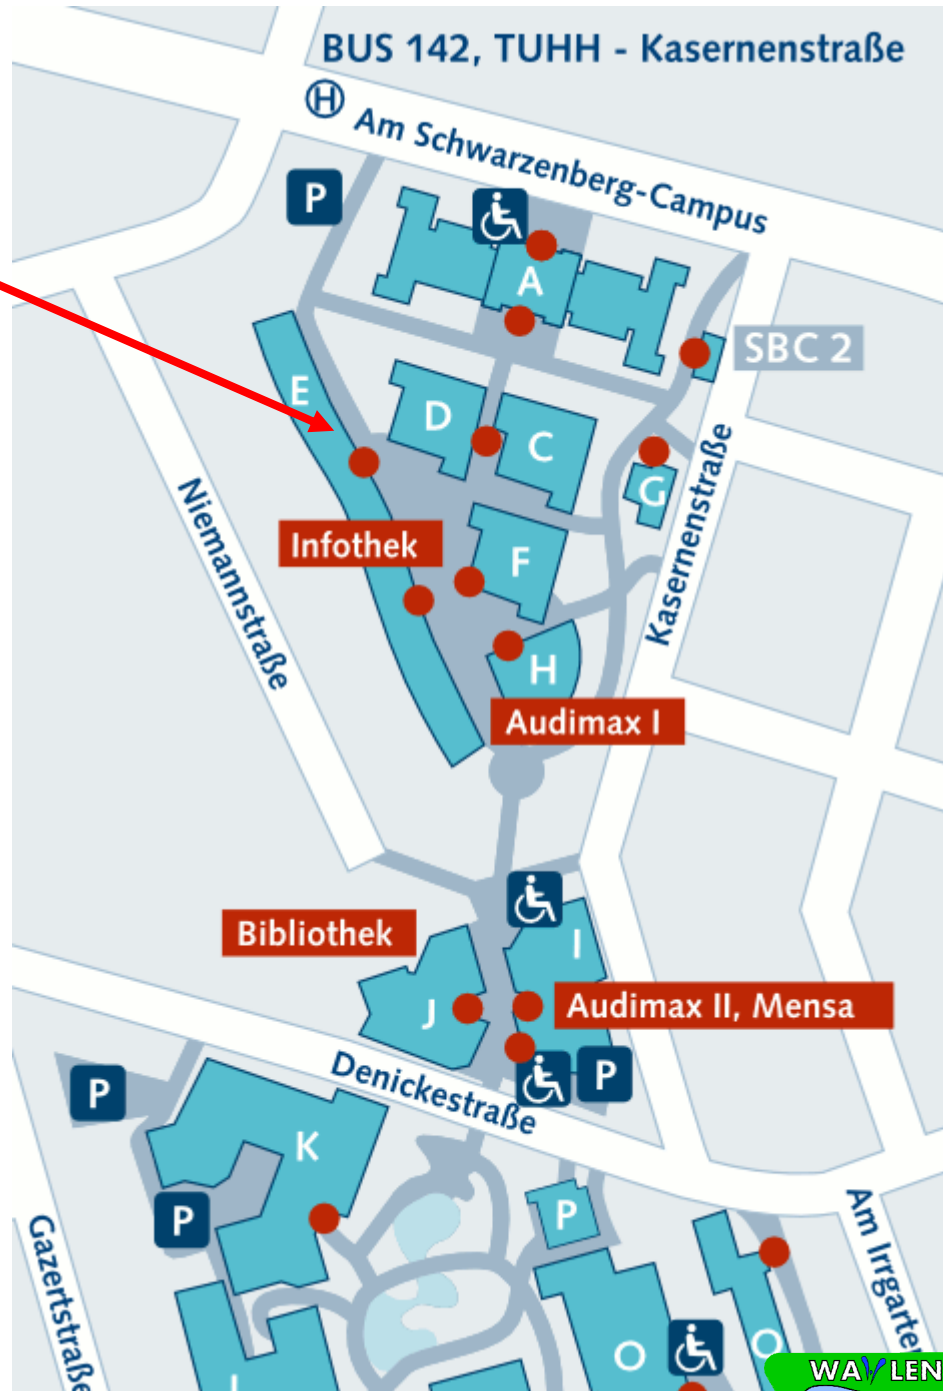 BUS 142, TUHH - Kasernenstraße
H
Am Schwarzenberg-Campus
P
A
SBC 2
E
D
C
G
Kasernenstraße
Niemannstraße
Infothek
F
H
Audimax I
Bibliothek
I
J
Audimax II, Mensa
P
Denickestraße
P
K
P
P
Am Irrgarten
Gazertstraße
O
O
L
WAVLEN